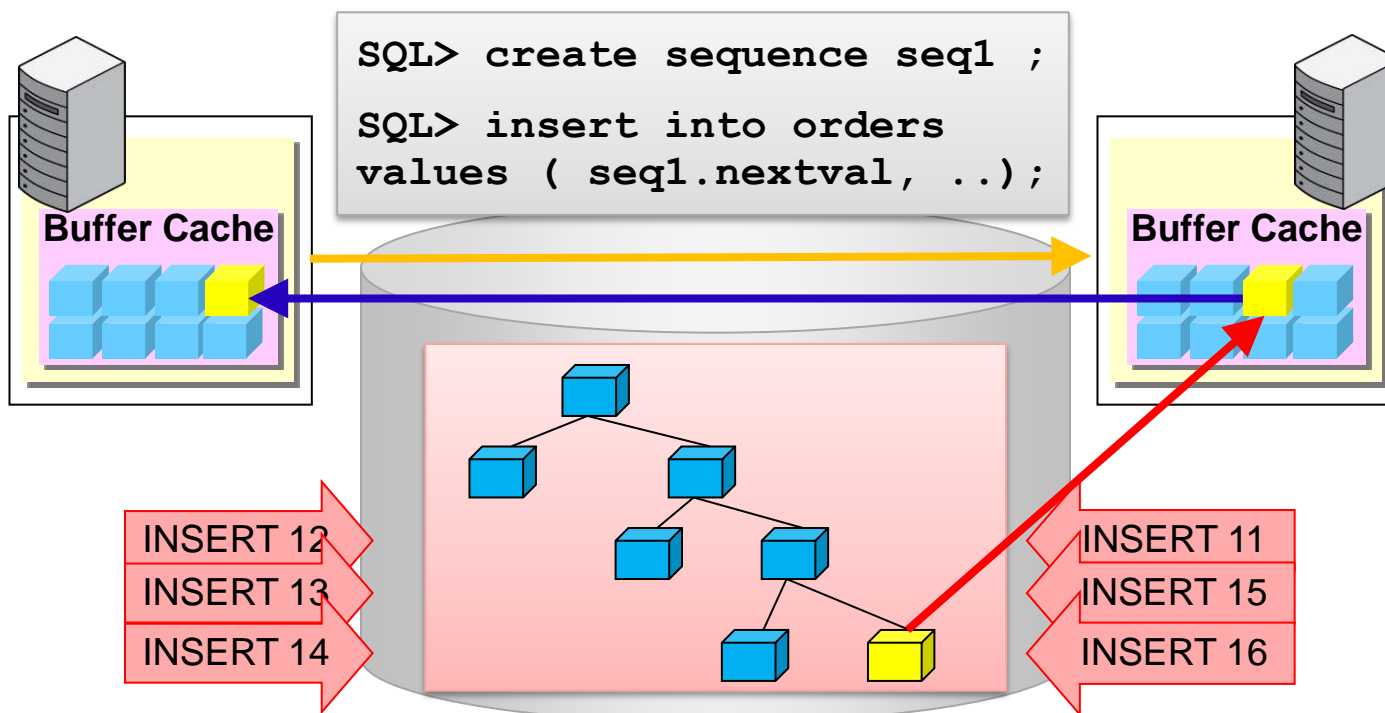 SQL> create sequence seq1 ;
SQL> insert into orders
values ( seq1.nextval, ..);
Buffer Cache
Buffer Cache
INSERT 12
INSERT 13
INSERT 14
INSERT 11
INSERT 15
INSERT 16